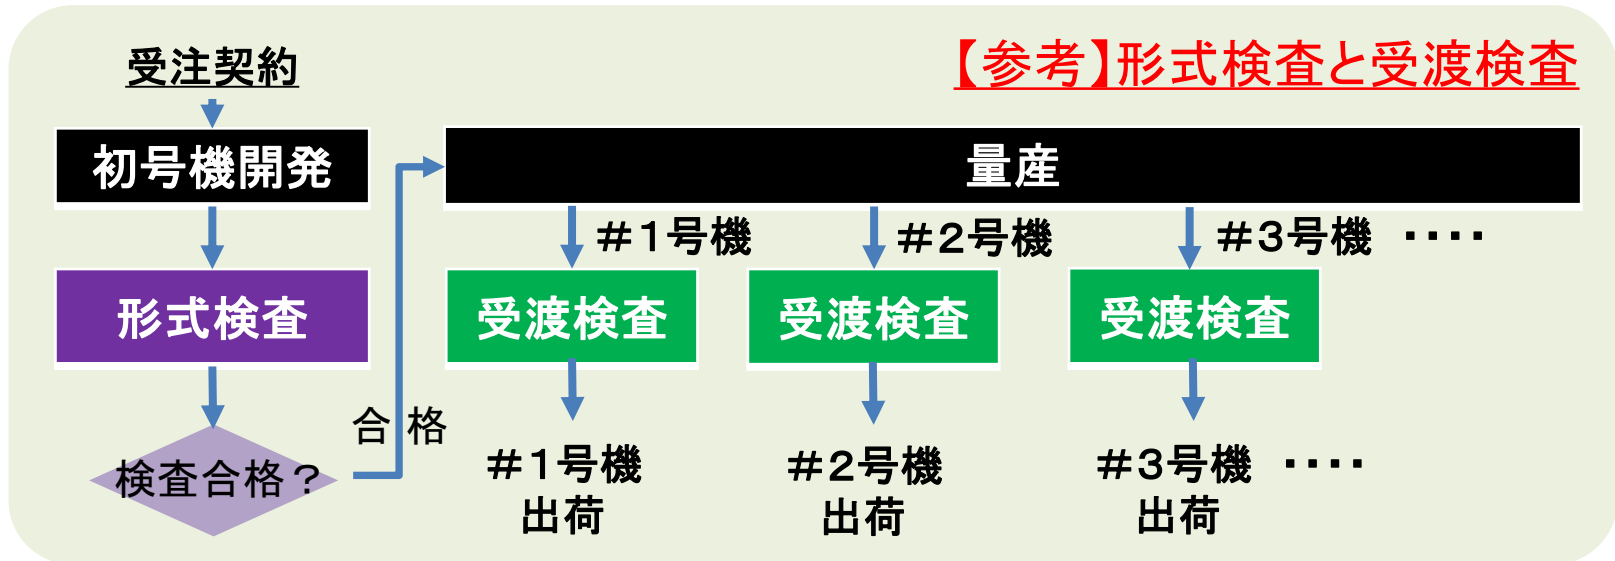 【参考】形式検査と受渡検査
受注契約
初号機開発
形式検査
検査合格？
合格
量産
＃１号機
＃２号機
＃３号機 ････
受渡検査
受渡検査
受渡検査
＃１号機
出荷
＃２号機
出荷
＃３号機 ････
出荷